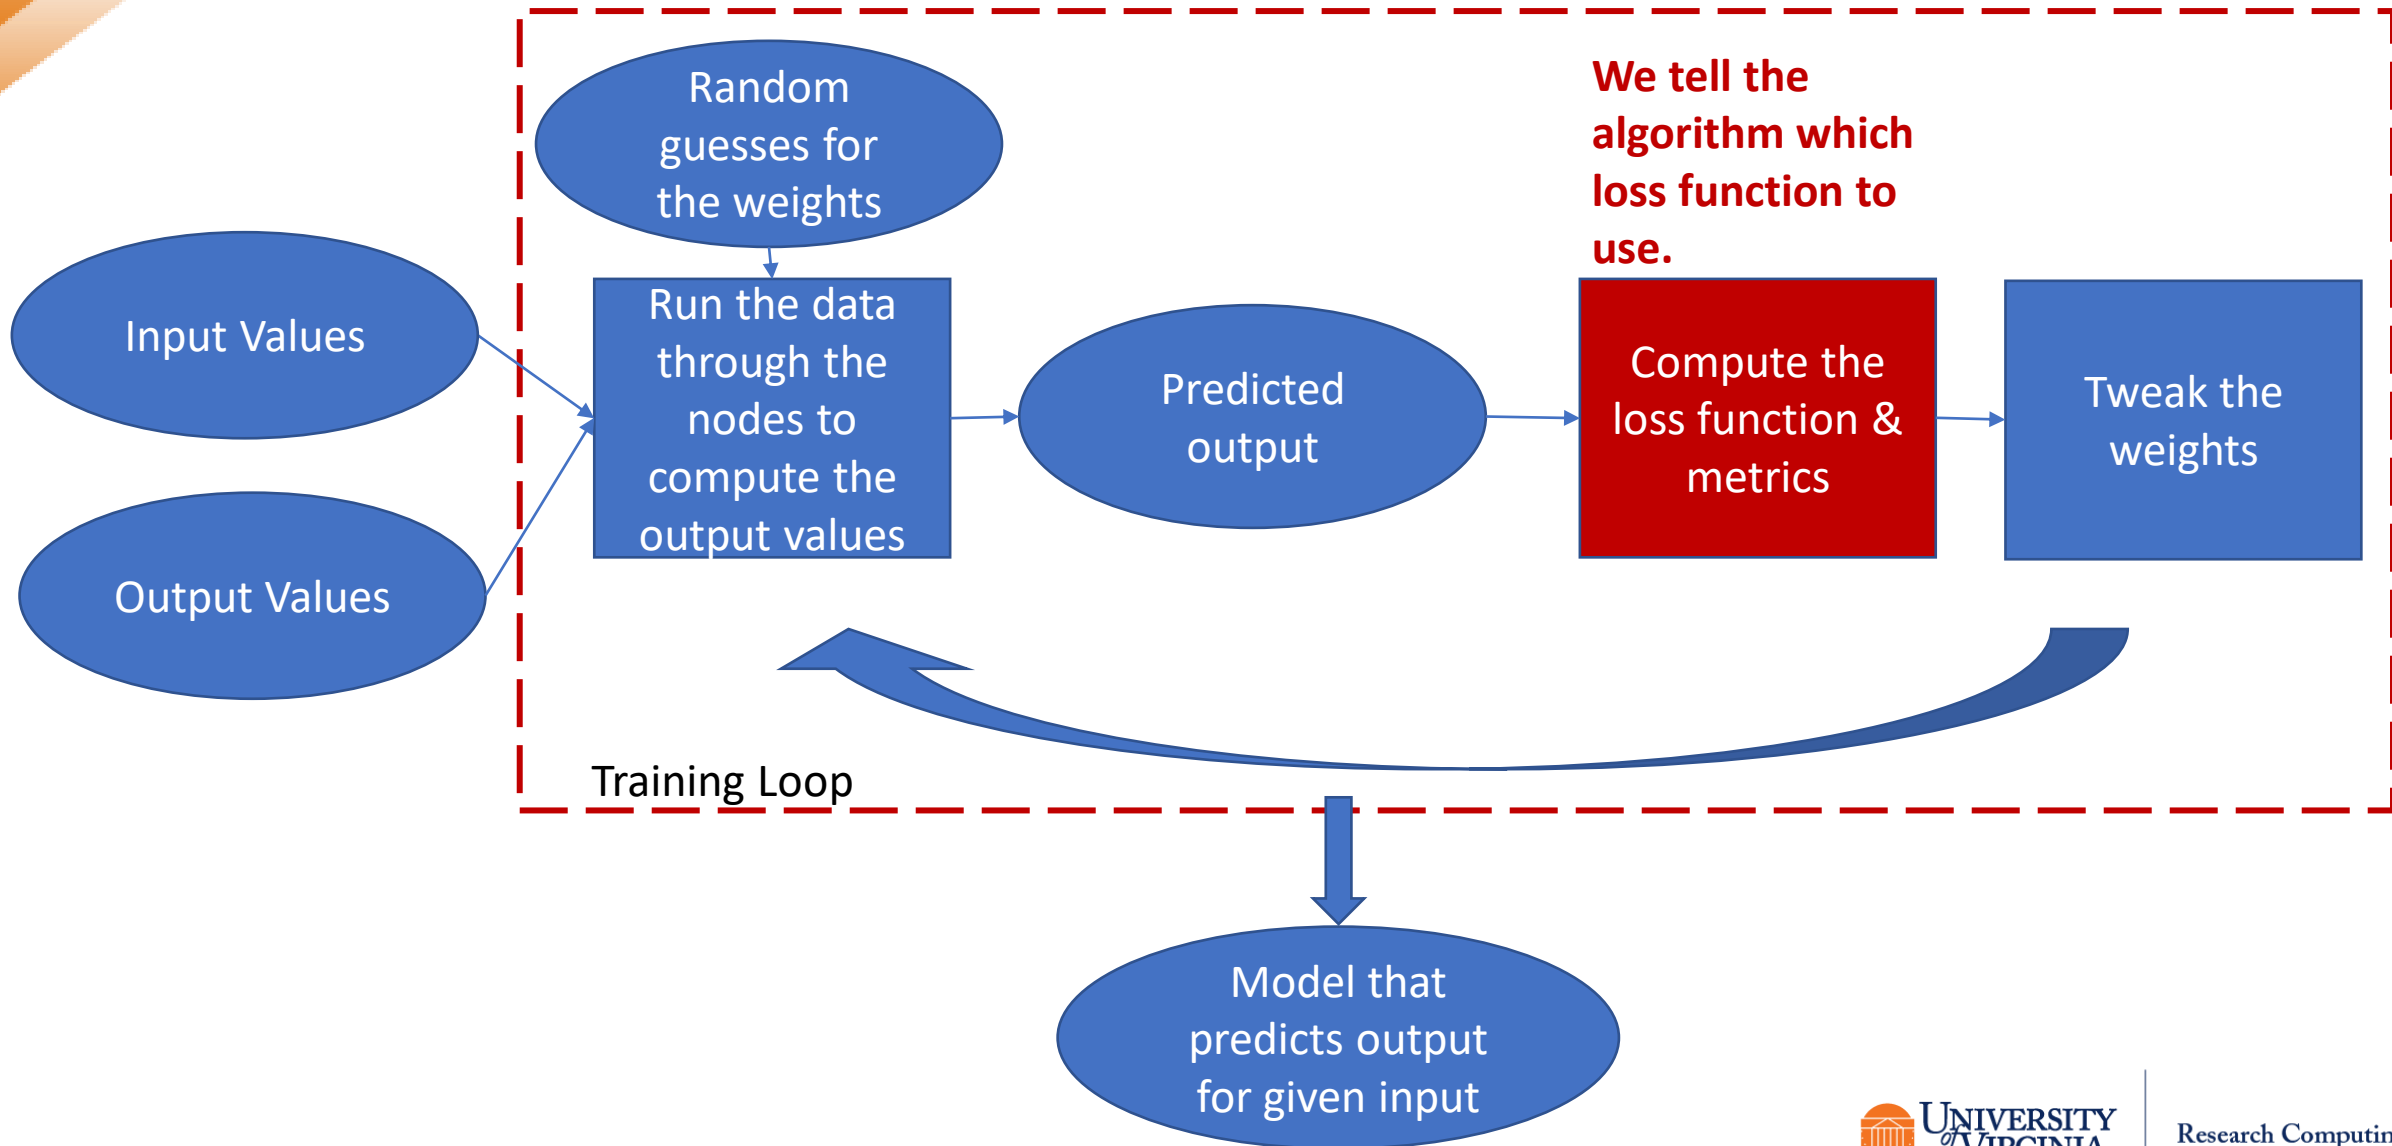 Random
guesses for
the weights
We tell the
algorithm which
loss function to
use.
Input Values
Output Values
Run the data
through the
nodes to
compute the
output values
Predicted
output
Compute the
loss function &
metrics
Tweak the
weights
Training Loop
Model that
predicts output
for given input
UNIVERSITY
of VIRGINIA
Research Computin